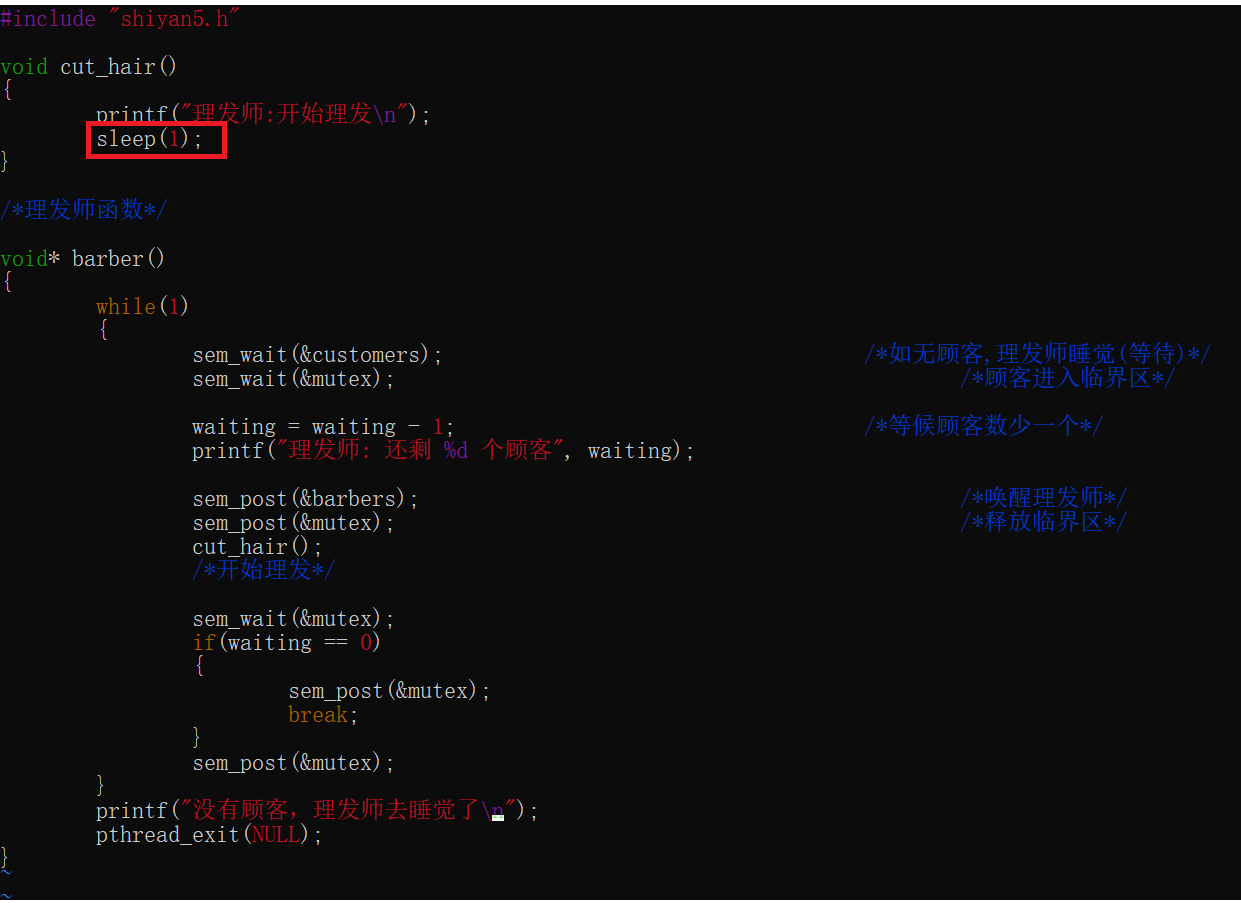 #include "shiyan5.h"
void cut_hair()
{
printf("理发师:开始理发\n");
sleep(1);
}
/*理发师函数*/
void* barber()
{
while(1)
{
sem_wait(&customers); /*如无顾客,理发师睡觉(等待)*/
sem_wait(&mutex); /*顾客进入临界区*/
waiting = waiting - 1; /*等候顾客数少一个*/
printf("理发师: 还剩 %d 个顾客", waiting);
sem_post(&barbers); /*唤醒理发师*/
sem_post(&mutex); /*释放临界区*/
cut_hair();
/*开始理发*/
sem_wait(&mutex);
if(waiting == 0)
{
sem_post(&mutex);
break;
}
sem_post(&mutex);
}
printf("没有顾客，理发师去睡觉了\n");
pthread_exit(NULL);
}
~
~